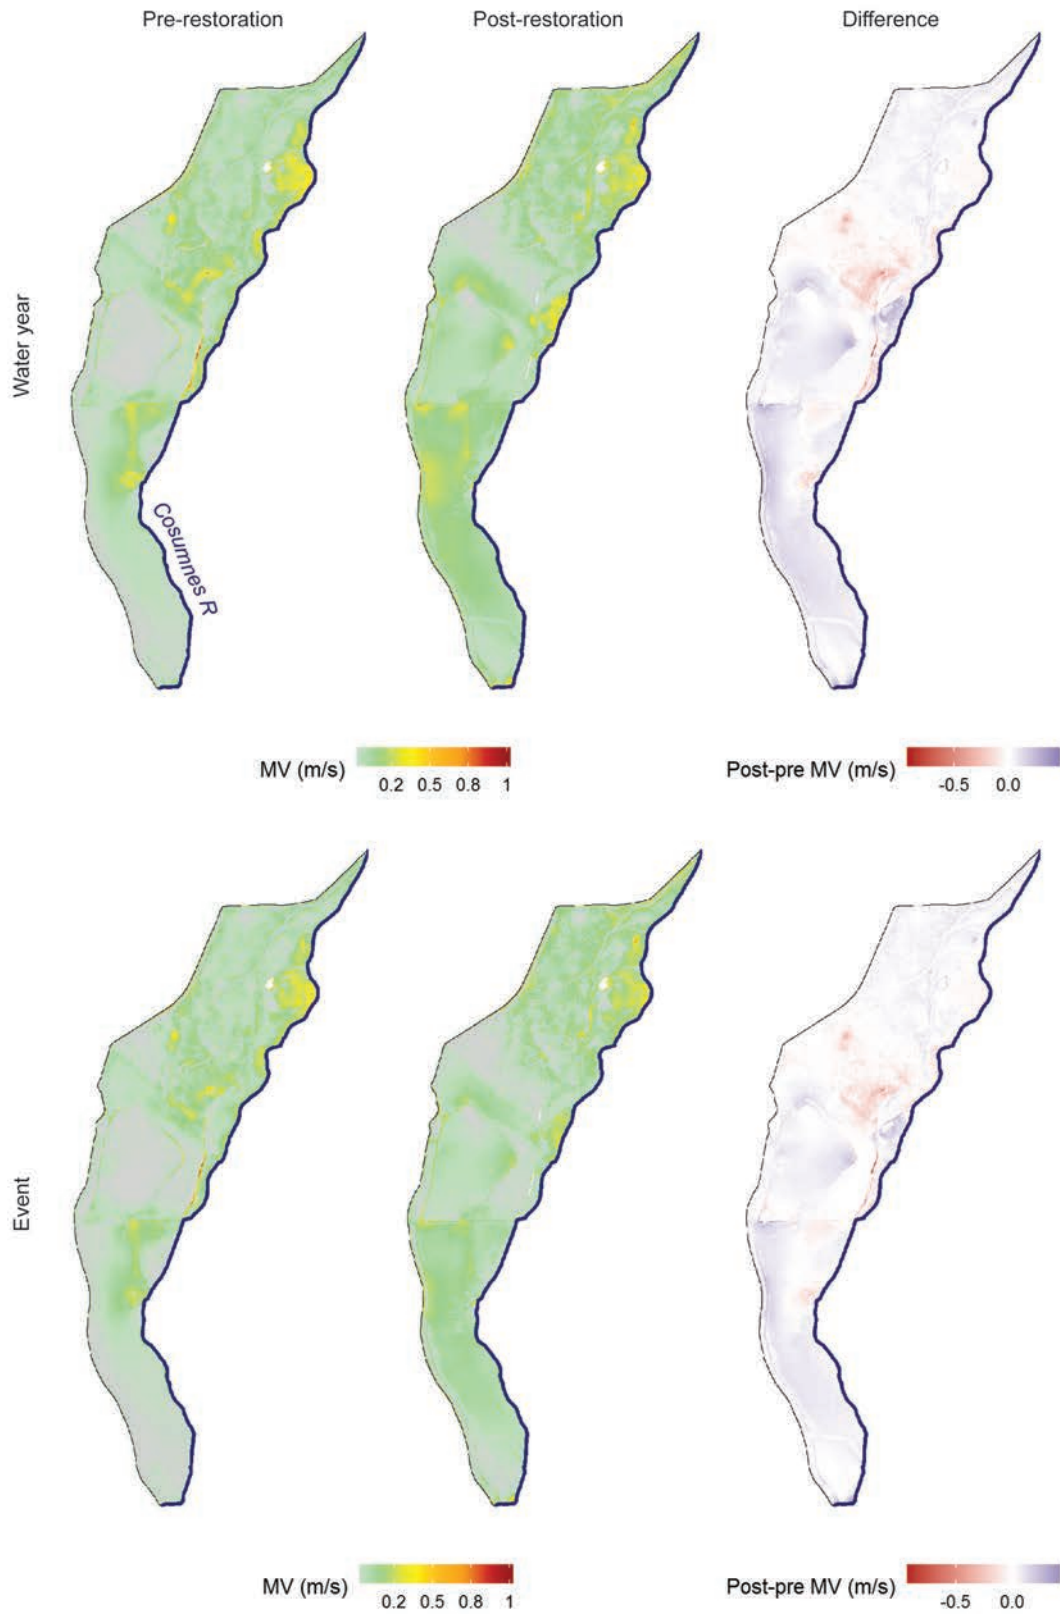 Pre-restoration Post-restoration Difference
Water year
Cosumnes R
MV (m/s) 0.2 0.5 0.8 1
Post-pre MV (m/s) -0.5 0.0
Event
MV (m/s) 0.2 0.5 0.8 1
Post-pre MV (m/s) -0.5 0.0